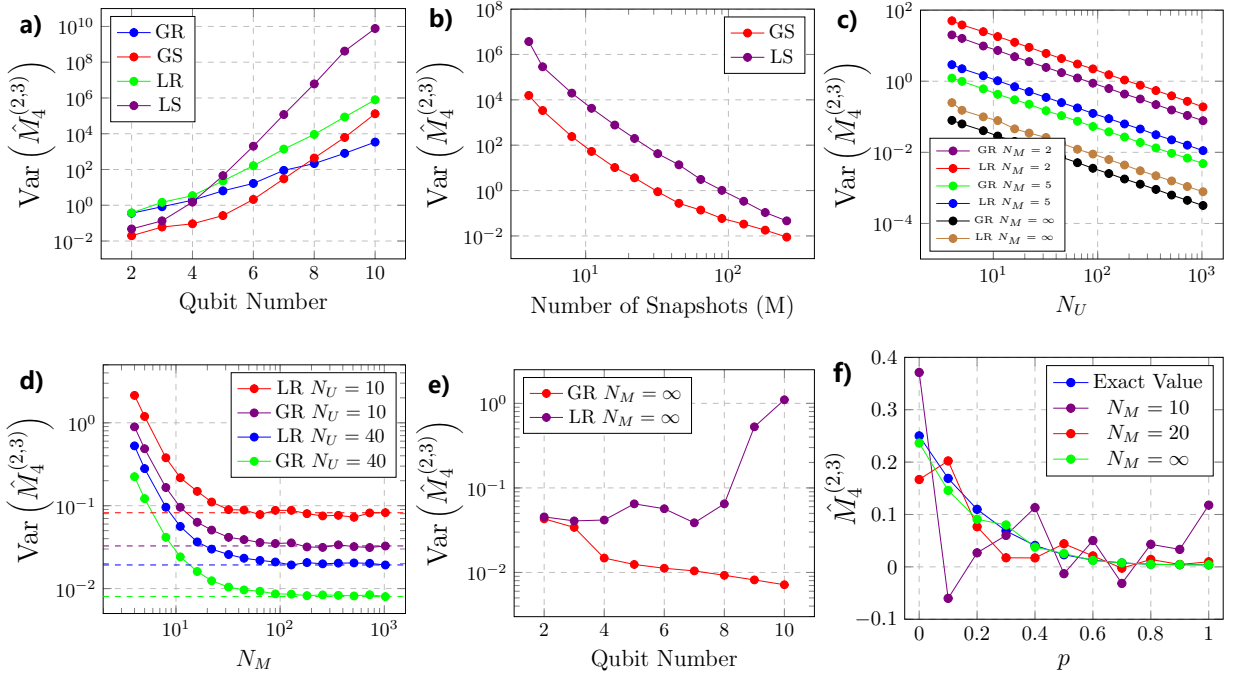 a)
GR
GS
LR
LS
10^10
10^8
10^6
10^4
10^2
10^0
10^−2
2
4
6
8
10
Qubit Number
Var ( M̂_4^(2,3) )
b)
GS
LS
10^8
10^6
10^4
10^2
10^0
10^−2
10^1
10^2
Number of Snapshots (M)
Var ( M̂_4^(2,3) )
c)
10^2
10^0
10^−2
10^−4
GR N_M = 2
LR N_M = 2
GR N_M = 5
LR N_M = 5
GR N_M = ∞
LR N_M = ∞
10^1
10^2
10^3
N_U
Var ( M̂_4^(2,3) )
d)
LR N_U = 10
GR N_U = 10
LR N_U = 40
GR N_U = 40
10^0
10^−1
10^−2
10^1
10^2
10^3
N_M
Var ( M̂_4^(2,3) )
e)
GR N_M = ∞
LR N_M = ∞
10^0
10^−1
10^−2
2
4
6
8
10
Qubit Number
Var ( M̂_4^(2,3) )
f)
Exact Value
N_M = 10
N_M = 20
N_M = ∞
0.4
0.3
0.2
0.1
0
−0.1
0
0.2
0.4
0.6
0.8
1
p
M̂_4^(2,3)